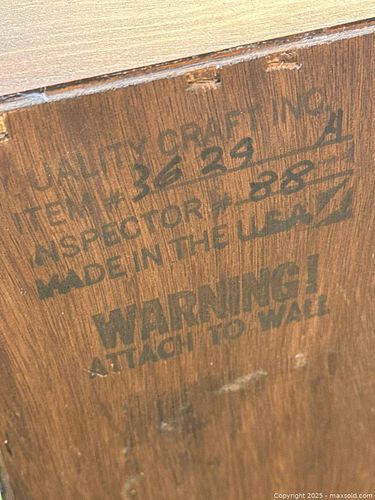 QUALITY CRAFT INC.
ITEM # 3629 A
INSPECTOR # 88
MADE IN THE U.S.A.
WARNING!
ATTACH TO WALL
Copyright 2025 - maxsold.com